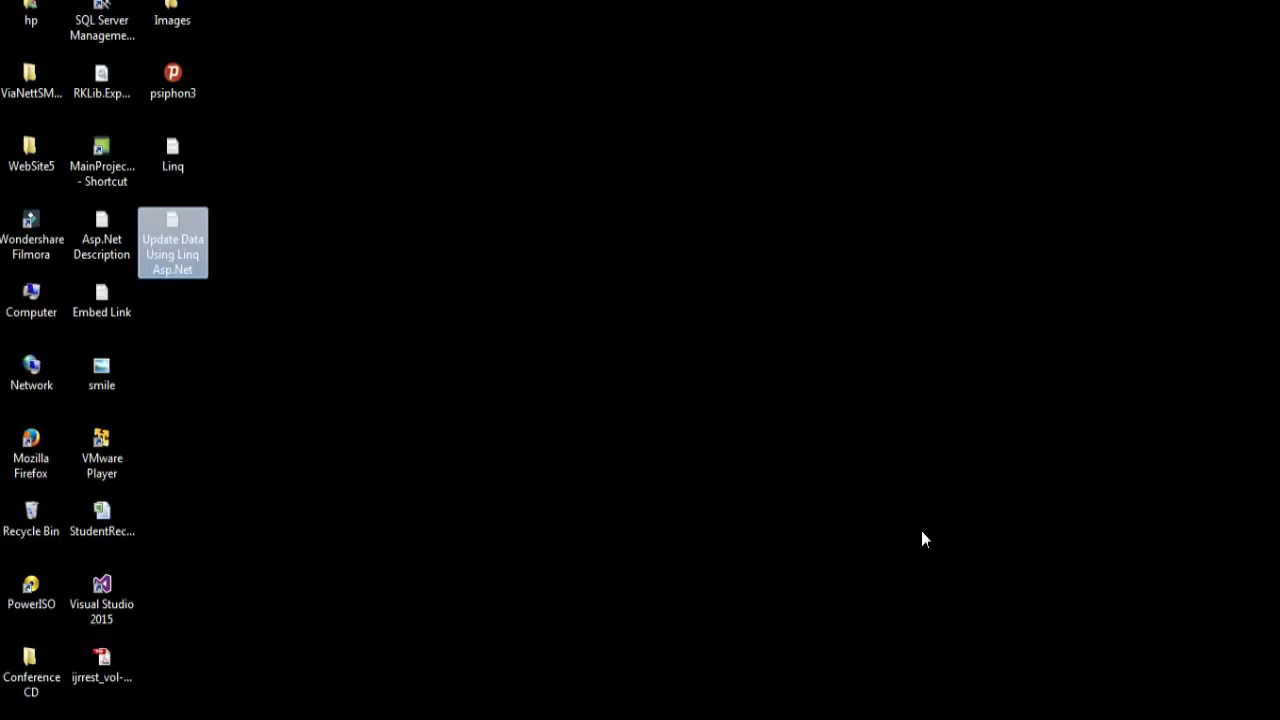 hp
SQL Server
Manageme...
Images
ViaNettSM...
RKLib.Exp...
psiphon3
WebSite5
MainProjec...
- Shortcut
Linq
Wondershare
Filmora
Asp.Net
Description
Update Data
Using Linq
Asp.Net
Computer
Embed Link
Network
smile
Mozilla
Firefox
VMware
Player
Recycle Bin
StudentRec...
PowerISO
Visual Studio
2015
Conference
CD
ijrrest_vol-...